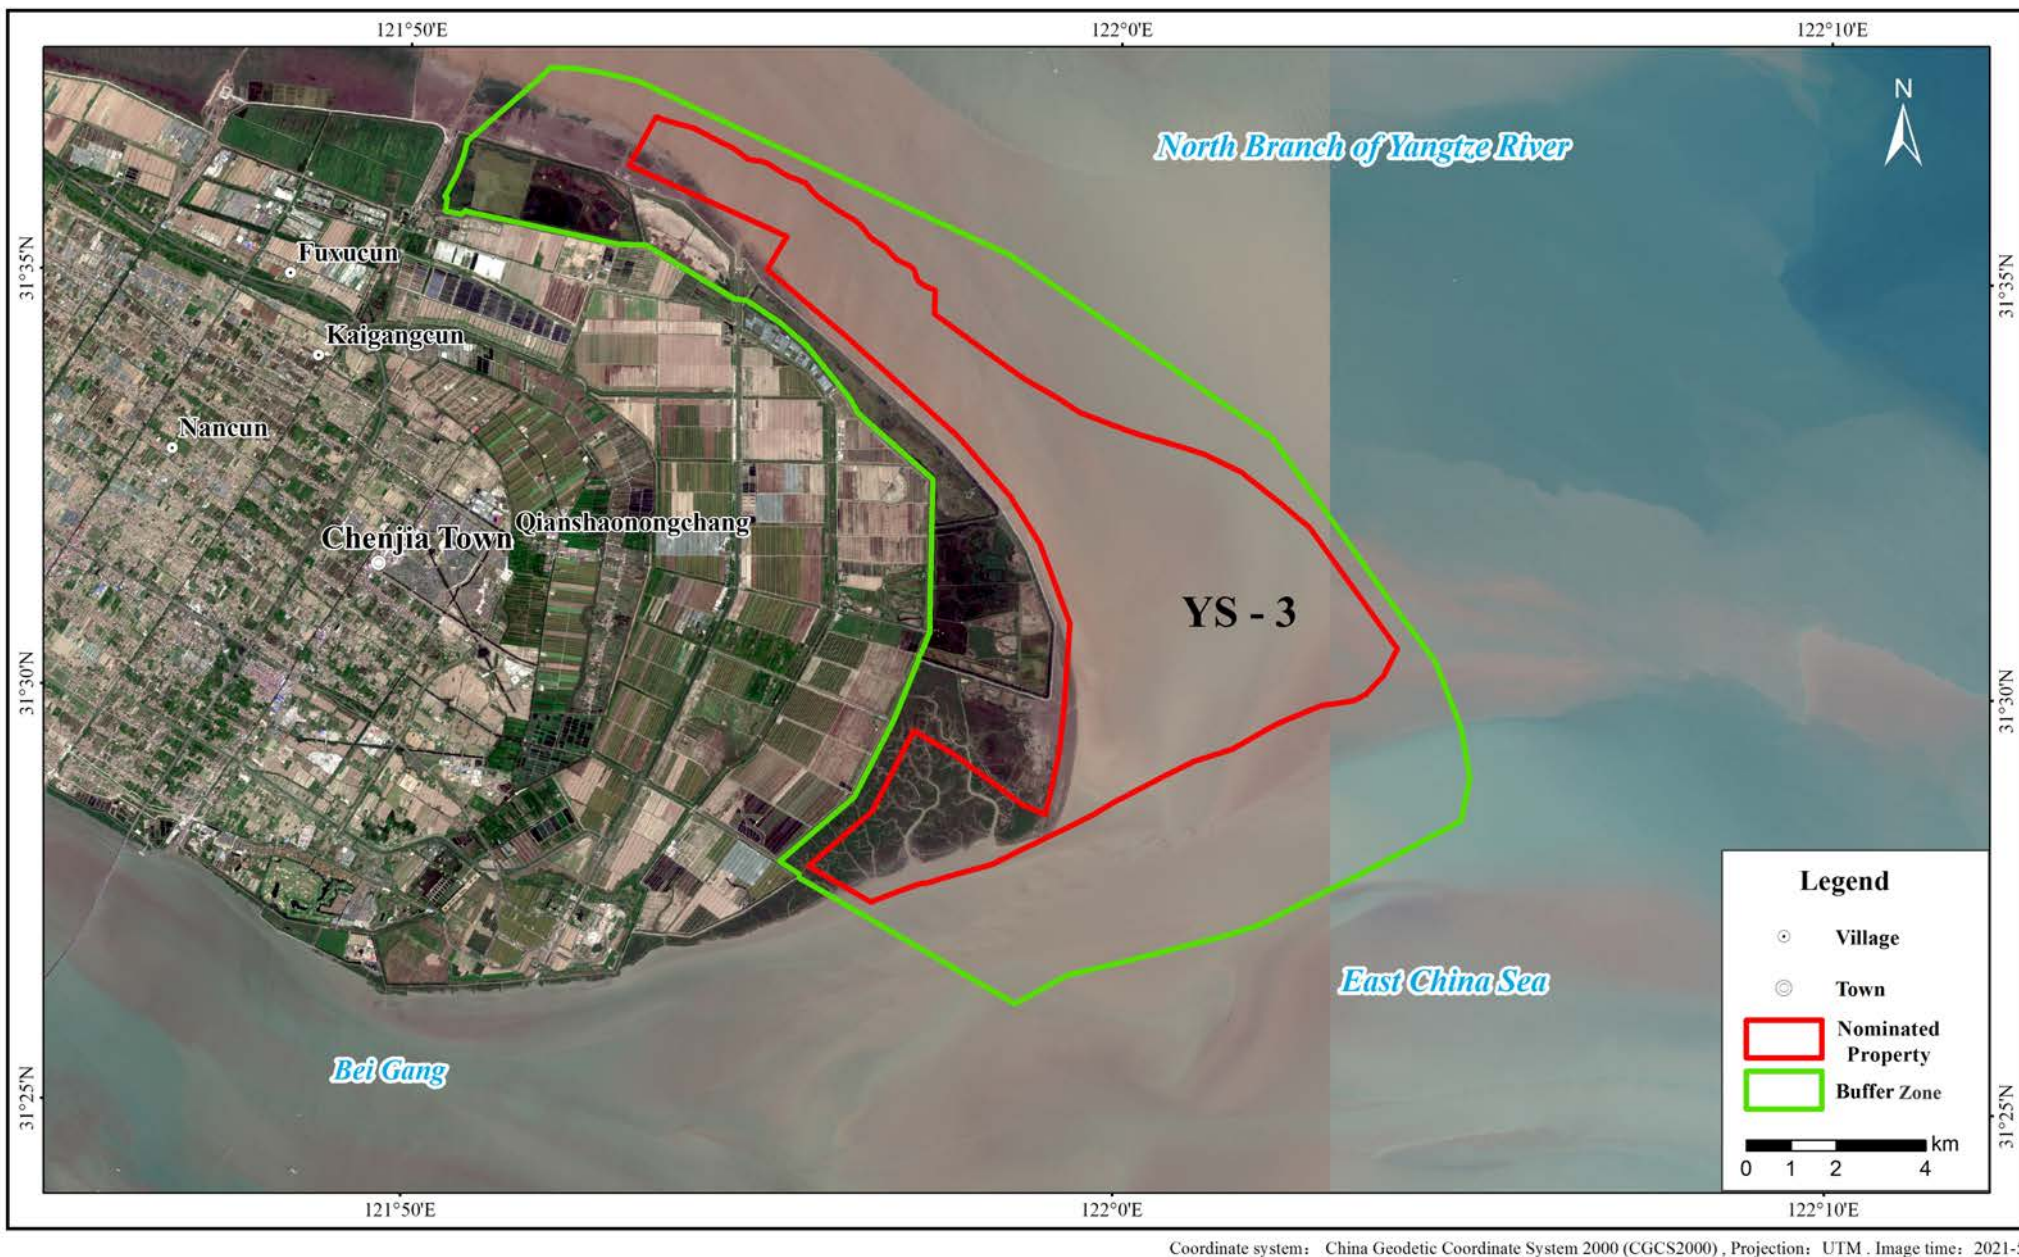 121°50'E
122°0'E
122°10'E
N
North Branch of Yangtze River
31°35'N
31°35'N
Fuxucun
Kaigangcun
Nancun
Qianshaonongchang
Chenjia Town
YS - 3
31°30'N
31°30'N
East China Sea
Bei Gang
31°25'N
31°25'N
Legend
Village
Town
Nominated
Property
Buffer Zone
km
0 1 2 4
121°50'E
122°0'E
122°10'E
Coordinate system: China Geodetic Coordinate System 2000 (CGCS2000) , Projection: UTM . Image time: 2021-